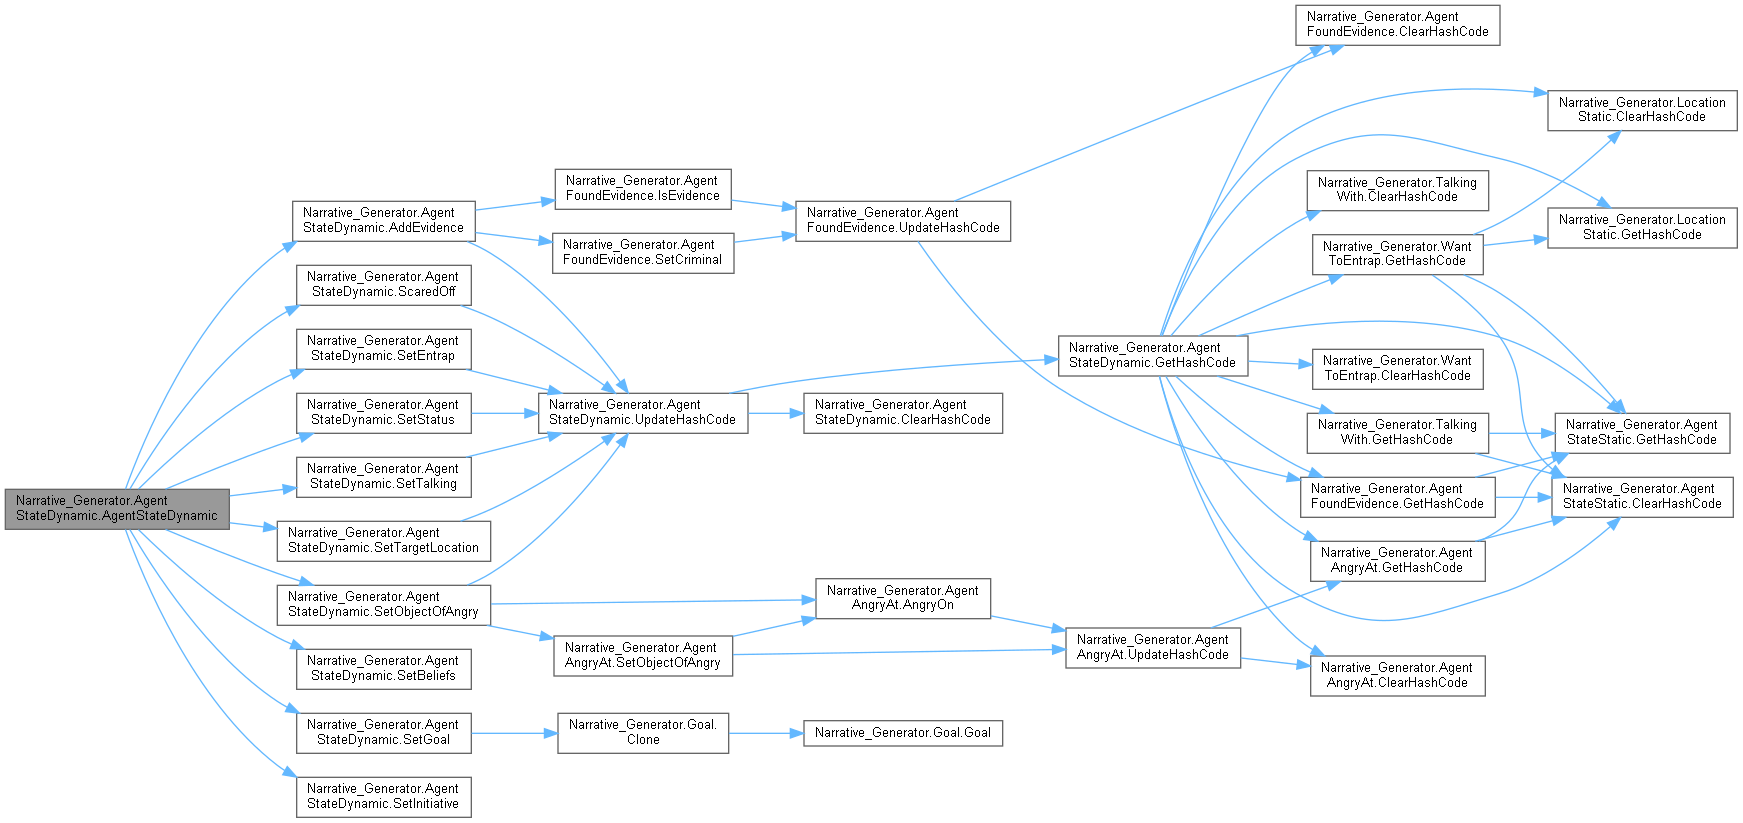 Narrative_Generator.Agent
StateDynamic.AgentStateDynamic
Narrative_Generator.Agent
StateDynamic.AddEvidence
Narrative_Generator.Agent
StateDynamic.ScaredOff
Narrative_Generator.Agent
StateDynamic.SetEntrap
Narrative_Generator.Agent
StateDynamic.SetStatus
Narrative_Generator.Agent
StateDynamic.SetTalking
Narrative_Generator.Agent
StateDynamic.SetTargetLocation
Narrative_Generator.Agent
StateDynamic.SetObjectOfAngry
Narrative_Generator.Agent
StateDynamic.SetBeliefs
Narrative_Generator.Agent
StateDynamic.SetGoal
Narrative_Generator.Agent
StateDynamic.SetInitiative
Narrative_Generator.Agent
FoundEvidence.IsEvidence
Narrative_Generator.Agent
FoundEvidence.SetCriminal
Narrative_Generator.Agent
StateDynamic.UpdateHashCode
Narrative_Generator.Agent
AngryAt.SetObjectOfAngry
Narrative_Generator.Goal.
Clone
Narrative_Generator.Agent
FoundEvidence.UpdateHashCode
Narrative_Generator.Agent
StateDynamic.ClearHashCode
Narrative_Generator.Agent
AngryAt.AngryOn
Narrative_Generator.Goal.Goal
Narrative_Generator.Agent
StateDynamic.GetHashCode
Narrative_Generator.Agent
AngryAt.UpdateHashCode
Narrative_Generator.Agent
FoundEvidence.ClearHashCode
Narrative_Generator.Talking
With.ClearHashCode
Narrative_Generator.Want
ToEntrap.GetHashCode
Narrative_Generator.Want
ToEntrap.ClearHashCode
Narrative_Generator.Talking
With.GetHashCode
Narrative_Generator.Agent
FoundEvidence.GetHashCode
Narrative_Generator.Agent
AngryAt.GetHashCode
Narrative_Generator.Agent
AngryAt.ClearHashCode
Narrative_Generator.Location
Static.ClearHashCode
Narrative_Generator.Location
Static.GetHashCode
Narrative_Generator.Agent
StateStatic.GetHashCode
Narrative_Generator.Agent
StateStatic.ClearHashCode